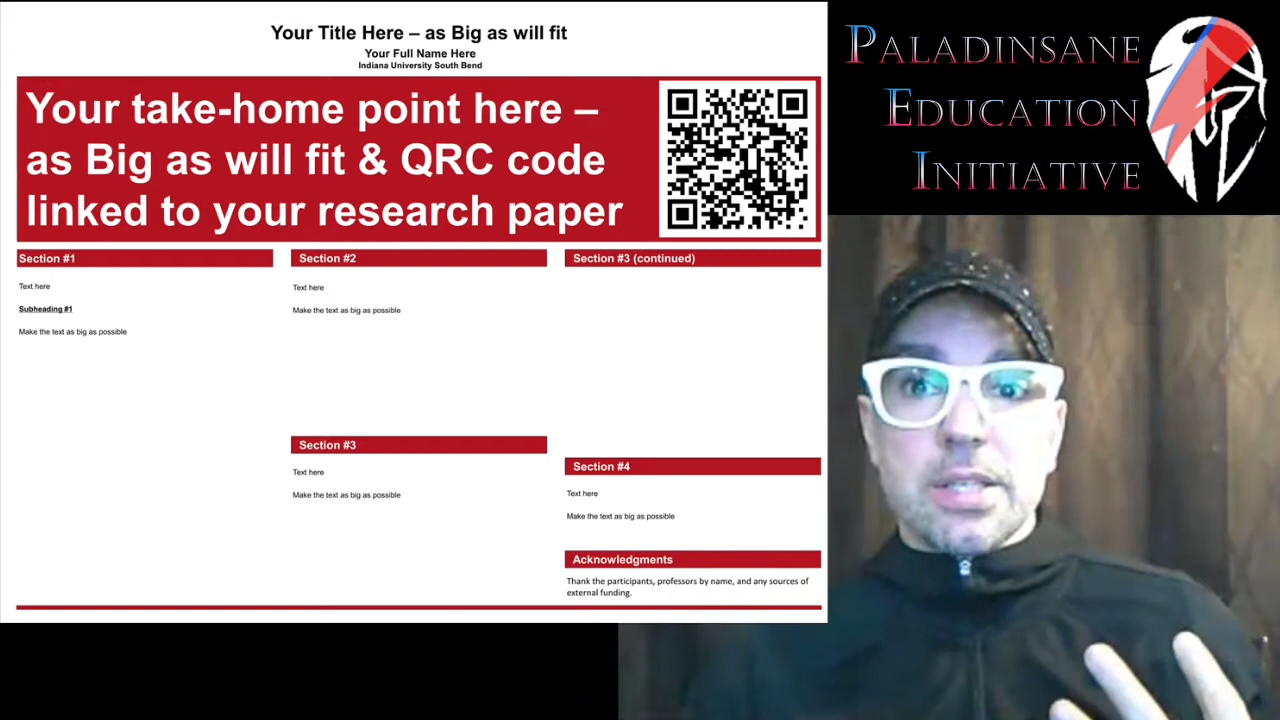 Your Title Here – as Big as will fit
Your Full Name Here
Indiana University South Bend
Your take-home point here –
as Big as will fit & QRC code
linked to your research paper
Section #1
Text here
Subheading #1
Make the text as big as possible
Section #2
Text here
Make the text as big as possible
Section #3
Text here
Make the text as big as possible
Section #3 (continued)
Section #4
Text here
Make the text as big as possible
Acknowledgments
Thank the participants, professors by name, and any sources of
external funding.
PALADINSANE
EDUCATION
INITIATIVE